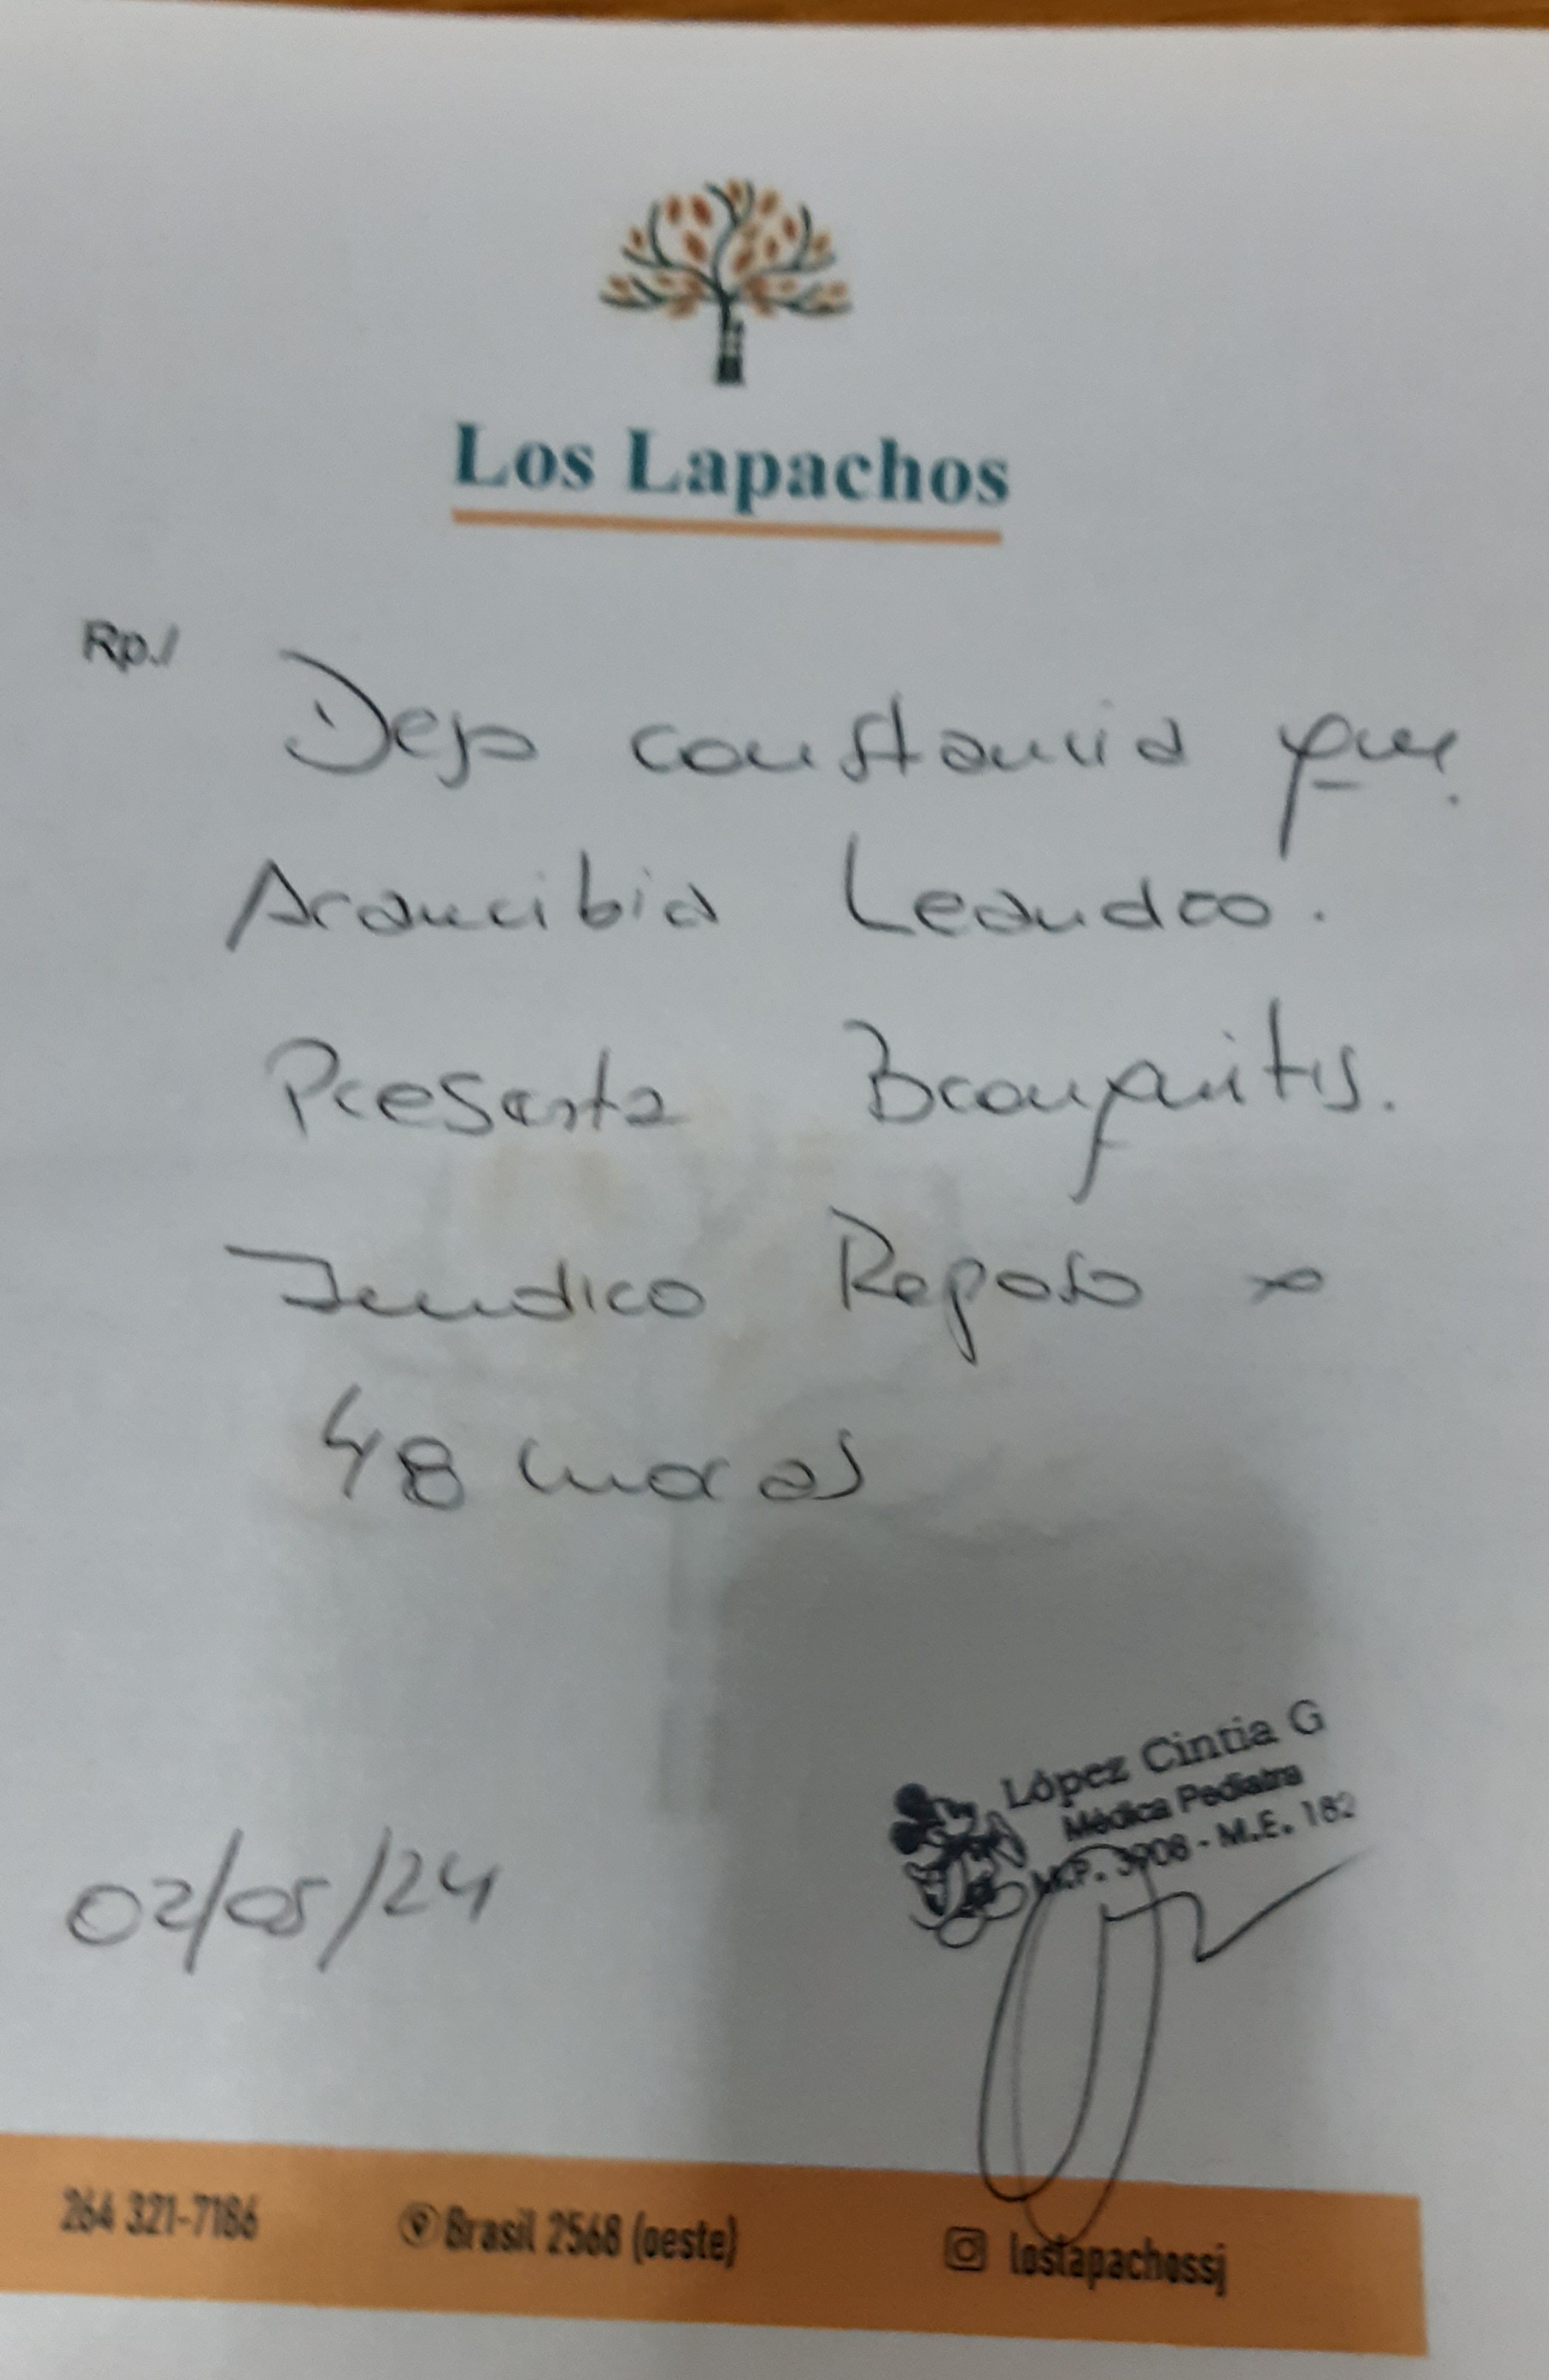 Los Lapachos
Rp./
Dejo constancia que
Arancibia Leandro.
Presenta Bronquitis.
Indico Reposo x
48 horas
López Cintia G
Médica Pediatra
M.P. 3908 - M.E. 182
02/05/24
264 321-7186 Brasil 2568 (oeste) loslapachossj